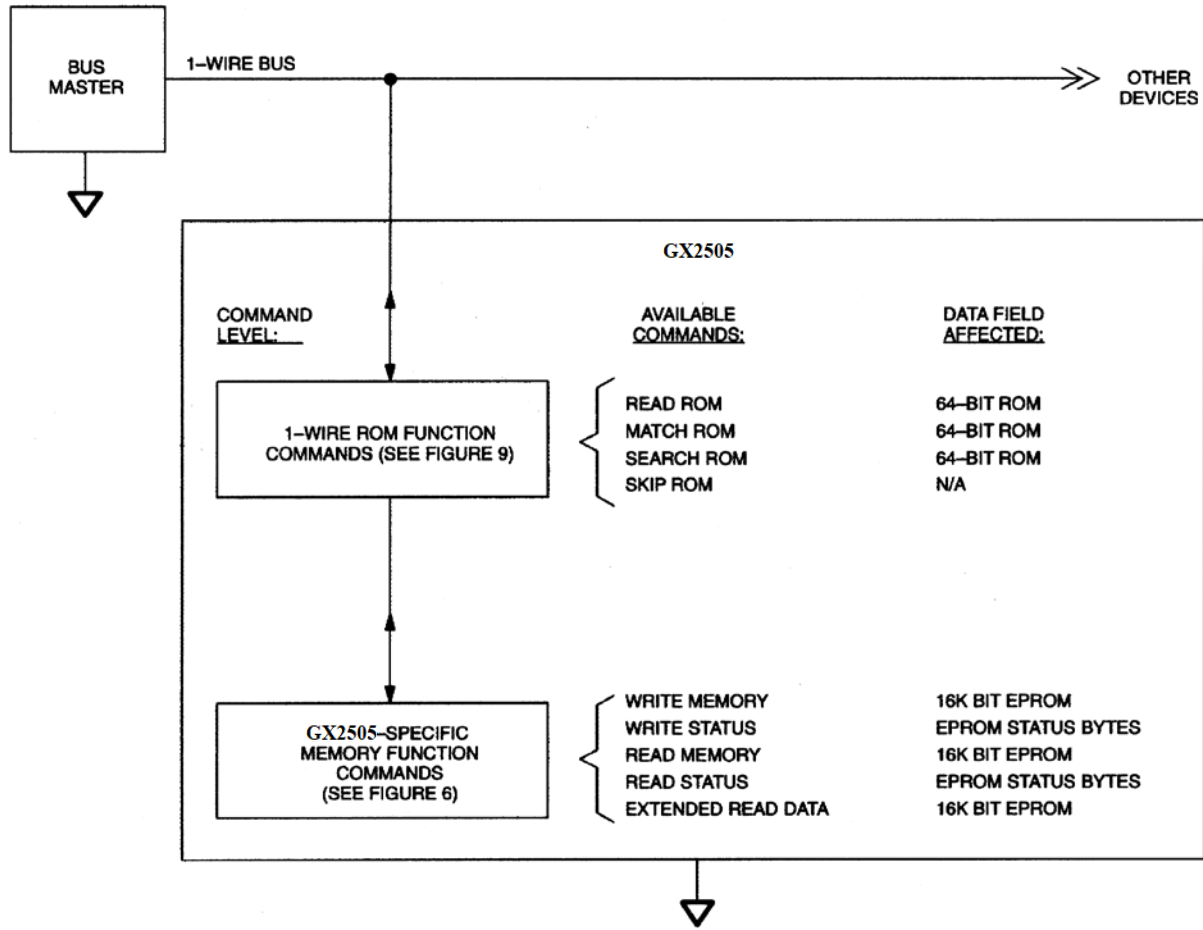 BUS
MASTER
1–WIRE BUS
OTHER
DEVICES
GX2505
COMMAND
LEVEL:
AVAILABLE
COMMANDS:
DATA FIELD
AFFECTED:
1–WIRE ROM FUNCTION
COMMANDS (SEE FIGURE 9)
READ ROM 64–BIT ROM
MATCH ROM 64–BIT ROM
SEARCH ROM 64–BIT ROM
SKIP ROM N/A
GX2505–SPECIFIC
MEMORY FUNCTION
COMMANDS
(SEE FIGURE 6)
WRITE MEMORY 16K BIT EPROM
WRITE STATUS EPROM STATUS BYTES
READ MEMORY 16K BIT EPROM
READ STATUS EPROM STATUS BYTES
EXTENDED READ DATA 16K BIT EPROM